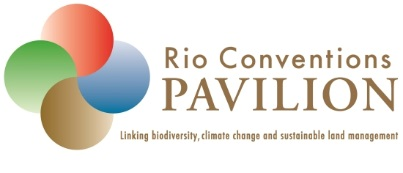 Rio Conventions
PAVILION
Linking biodiversity, climate change and sustainable land management